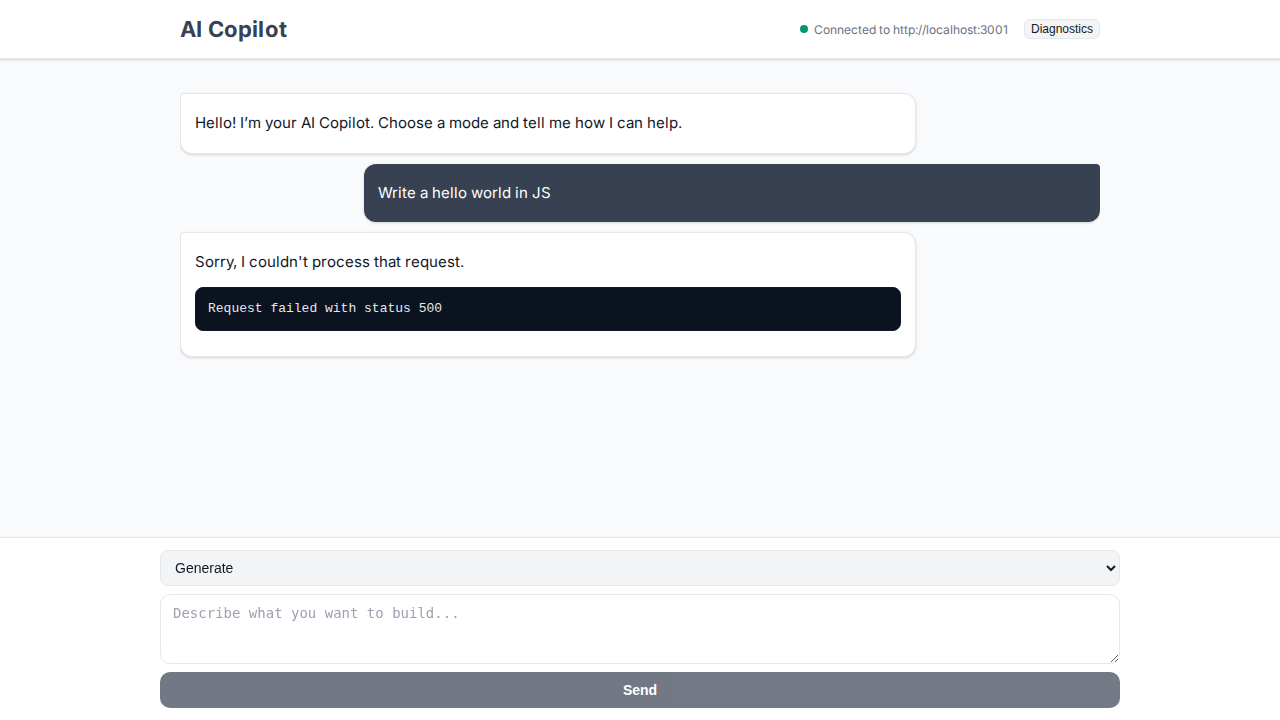 AI Copilot
Connected to http://localhost:3001
Diagnostics
Hello! I’m your AI Copilot. Choose a mode and tell me how I can help.
Write a hello world in JS
Sorry, I couldn't process that request.
Request failed with status 500
Generate
Describe what you want to build...
Send